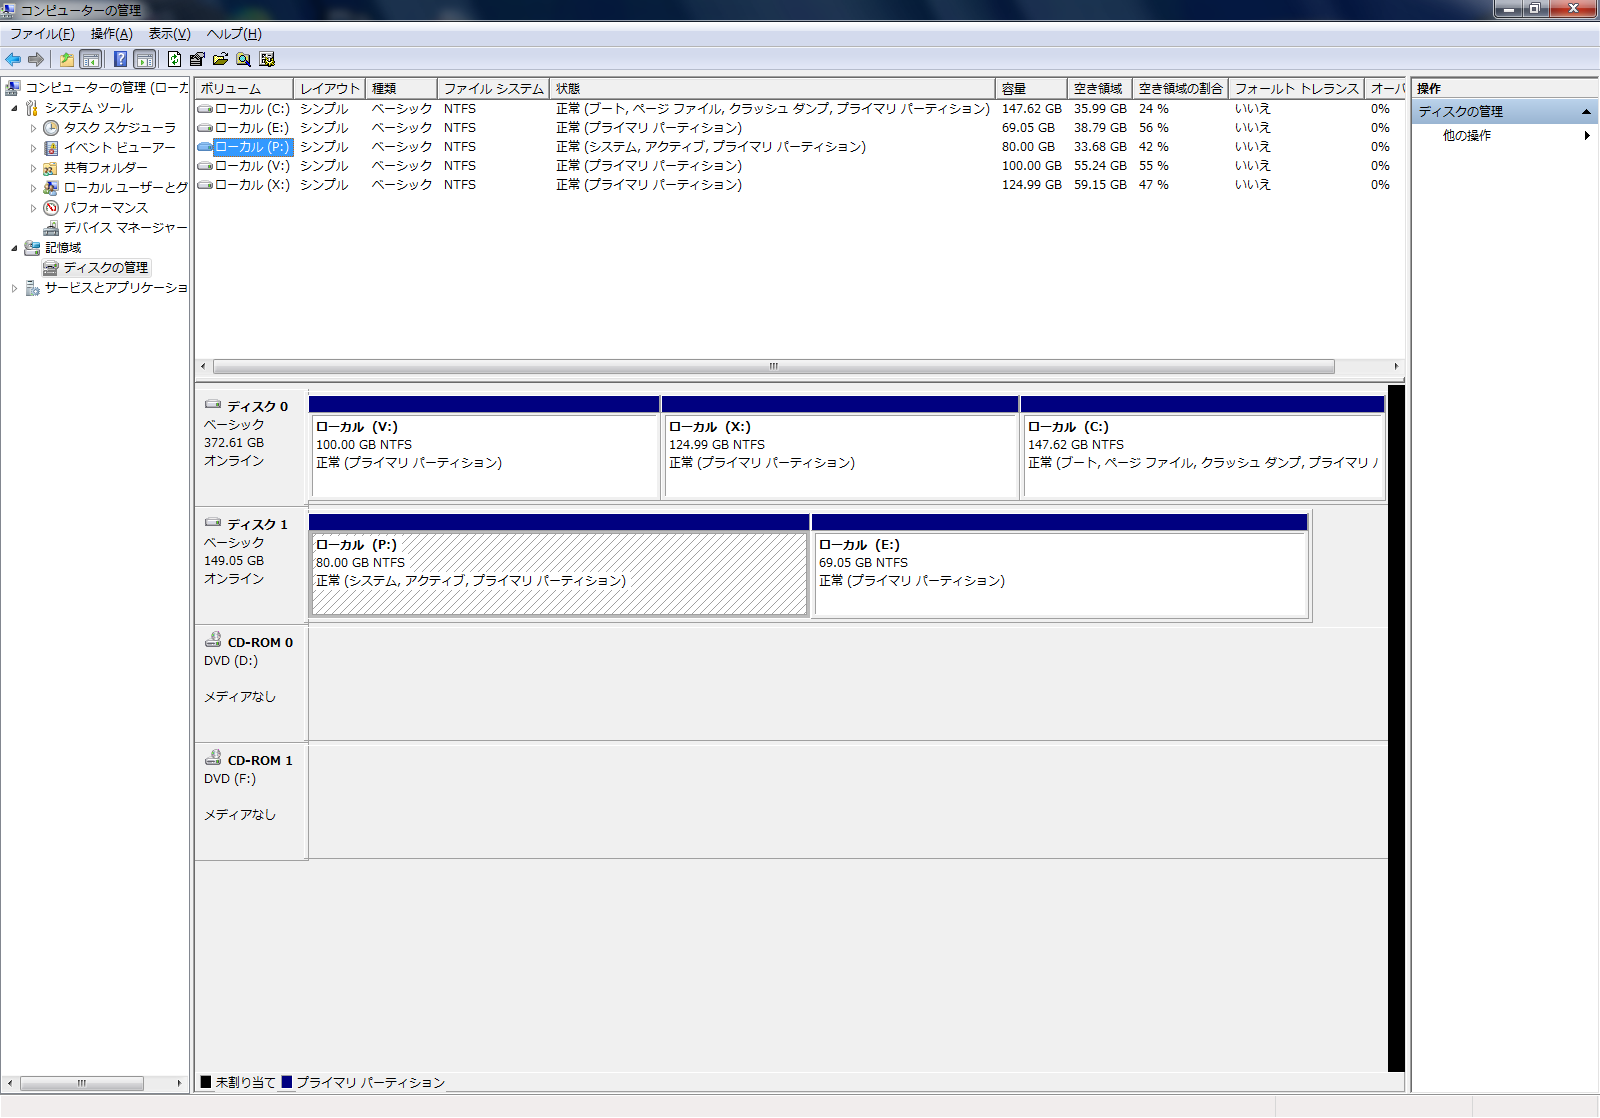 コンピューターの管理
ファイル(F) 操作(A) 表示(V) ヘルプ(H)
コンピューターの管理 (ローカ
システム ツール
タスク スケジューラ
イベント ビューアー
共有フォルダー
ローカル ユーザーとグ
パフォーマンス
デバイス マネージャー
記憶域
ディスクの管理
サービスとアプリケーショ
ボリューム レイアウト 種類 ファイル システム 状態 容量 空き領域 空き領域の割合 フォールト トレランス オーバ
ローカル (C:) シンプル ベーシック NTFS 正常 (ブート, ページ ファイル, クラッシュ ダンプ, プライマリ パーティション) 147.62 GB 35.99 GB 24 % いいえ 0%
ローカル (E:) シンプル ベーシック NTFS 正常 (プライマリ パーティション) 69.05 GB 38.79 GB 56 % いいえ 0%
ローカル (P:) シンプル ベーシック NTFS 正常 (システム, アクティブ, プライマリ パーティション) 80.00 GB 33.68 GB 42 % いいえ 0%
ローカル (V:) シンプル ベーシック NTFS 正常 (プライマリ パーティション) 100.00 GB 55.24 GB 55 % いいえ 0%
ローカル (X:) シンプル ベーシック NTFS 正常 (プライマリ パーティション) 124.99 GB 59.15 GB 47 % いいえ 0%
ディスク 0
ベーシック
372.61 GB
オンライン
ローカル (V:)
100.00 GB NTFS
正常 (プライマリ パーティション)
ローカル (X:)
124.99 GB NTFS
正常 (プライマリ パーティション)
ローカル (C:)
147.62 GB NTFS
正常 (ブート, ページ ファイル, クラッシュ ダンプ, プライマリ
ディスク 1
ベーシック
149.05 GB
オンライン
ローカル (P:)
80.00 GB NTFS
正常 (システム, アクティブ, プライマリ パーティション)
ローカル (E:)
69.05 GB NTFS
正常 (プライマリ パーティション)
CD-ROM 0
DVD (D:)
メディアなし
CD-ROM 1
DVD (F:)
メディアなし
未割り当て プライマリ パーティション
操作
ディスクの管理
他の操作